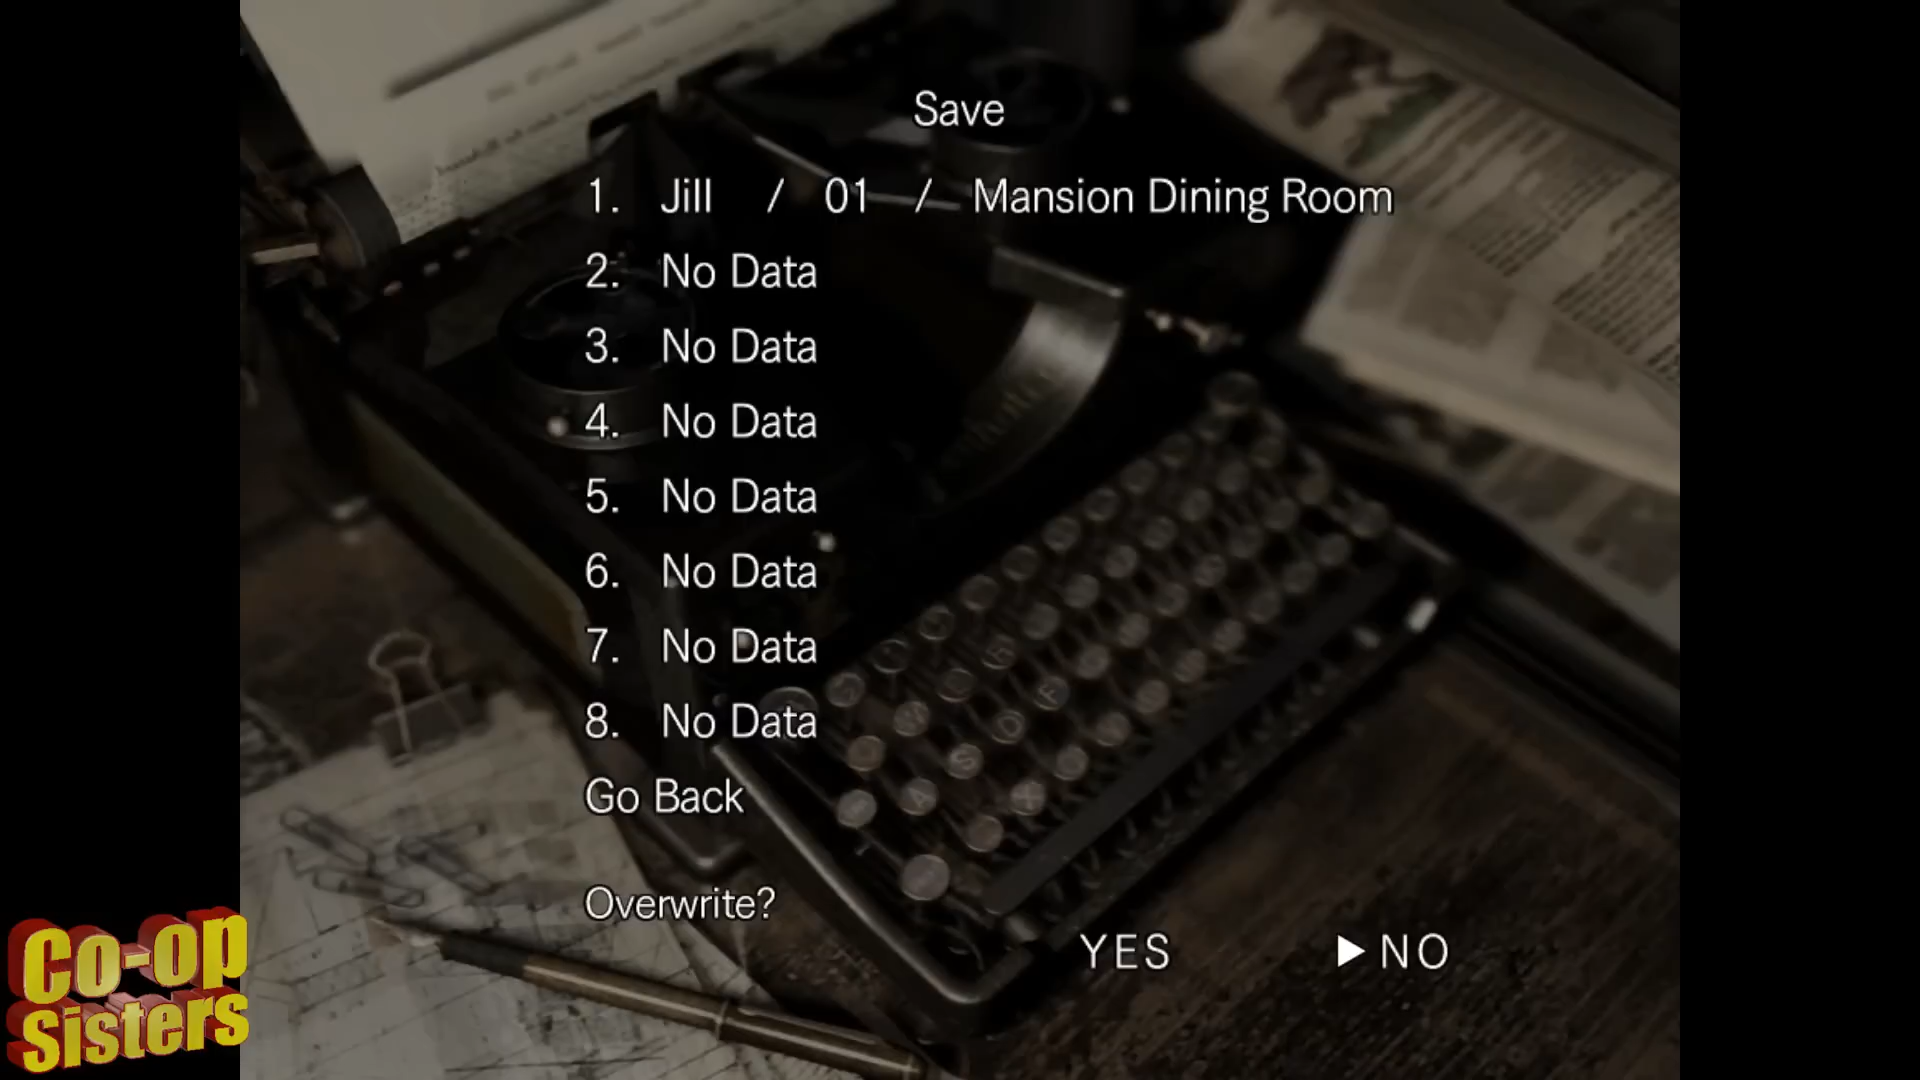 Save
1. Jill / 01 / Mansion Dining Room
2. No Data
3. No Data
4. No Data
5. No Data
6. No Data
7. No Data
8. No Data
Go Back
Overwrite?
YES ▶NO
Co-op
Sisters